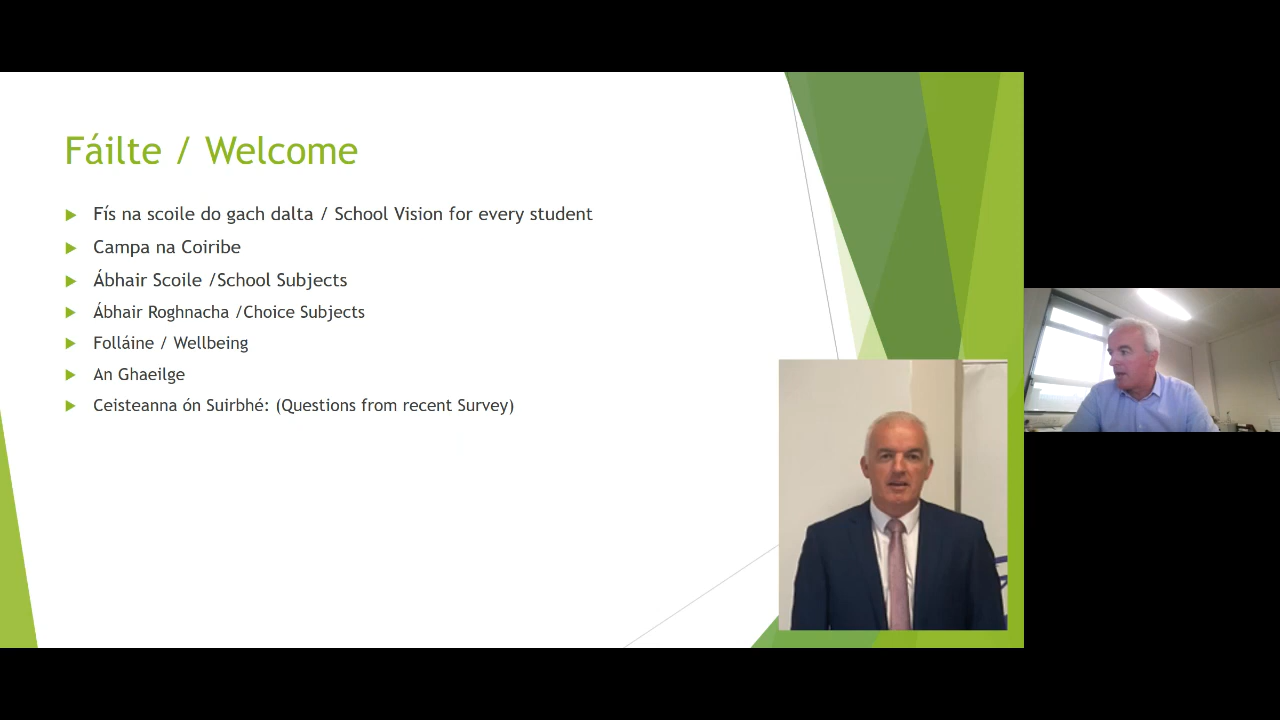 Fáilte / Welcome
Fís na scoile do gach dalta / School Vision for every student
Campa na Coiribe
Ábhair Scoile /School Subjects
Ábhair Roghnacha /Choice Subjects
Folláine / Wellbeing
An Ghaeilge
Ceisteanna ón Suirbhé: (Questions from recent Survey)